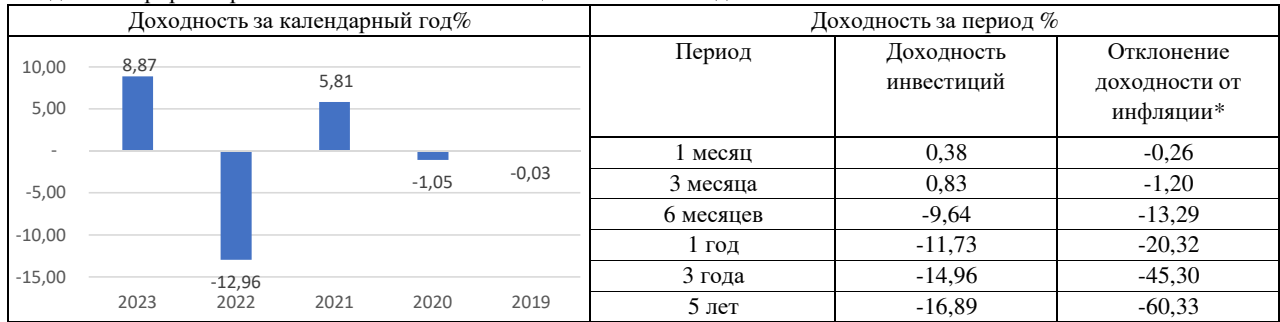 Доходность за календарный год%
Доходность за период %
10,00
5,00
-
-5,00
-10,00
-15,00
8,87
-12,96
5,81
-1,05
-0,03
2023 2022 2021 2020 2019
Период
Доходность
инвестиций
Отклонение
доходности от
инфляции*
1 месяц 0,38 -0,26
3 месяца 0,83 -1,20
6 месяцев -9,64 -13,29
1 год -11,73 -20,32
3 года -14,96 -45,30
5 лет -16,89 -60,33